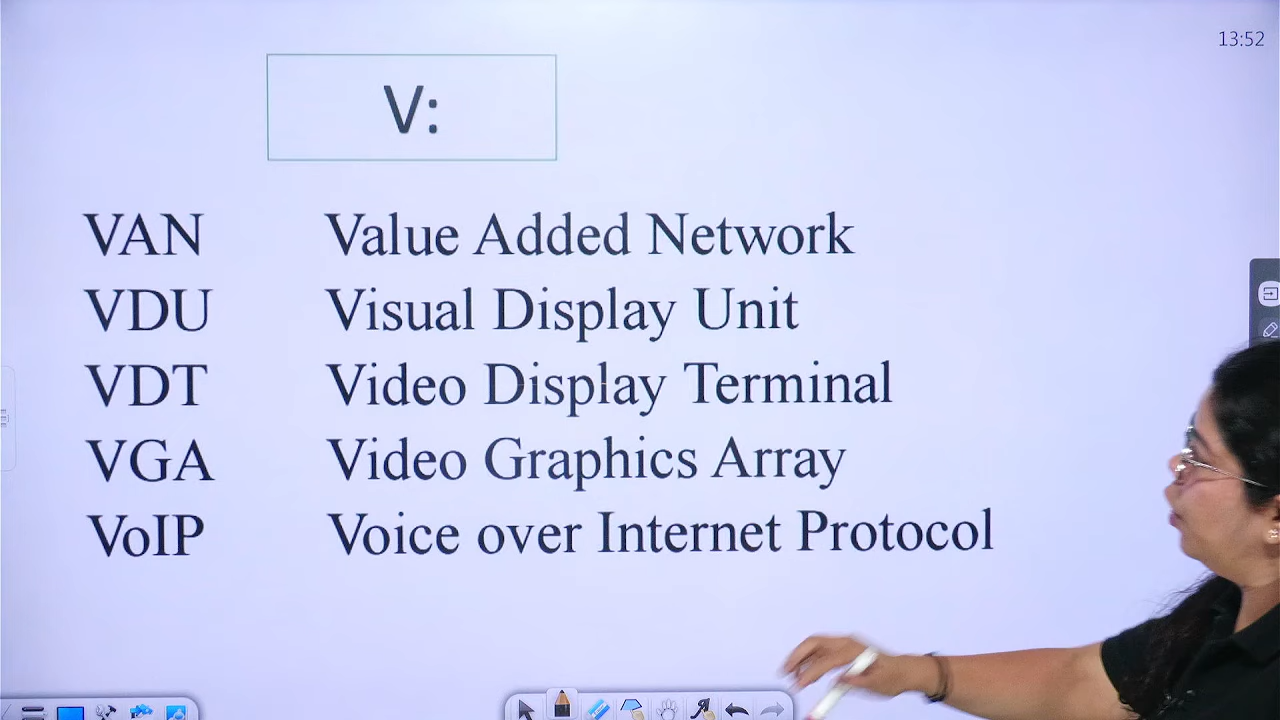 13:52
V:
VAN Value Added Network
VDU Visual Display Unit
VDT Video Display Terminal
VGA Video Graphics Array
VoIP Voice over Internet Protocol